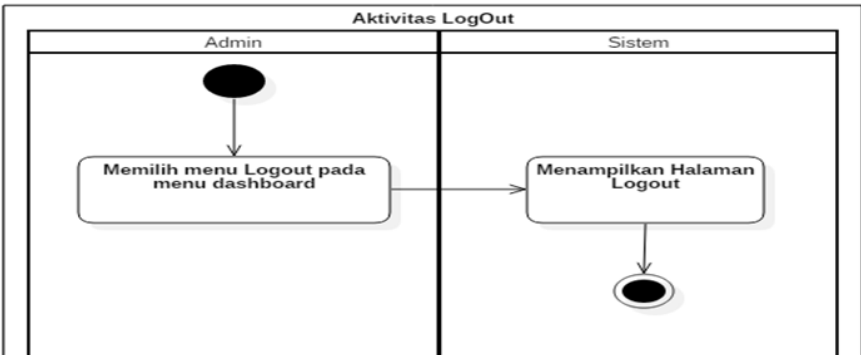 Aktivitas LogOut
Admin
Sistem
Memilih menu Logout pada
menu dashboard
Menampilkan Halaman
Logout